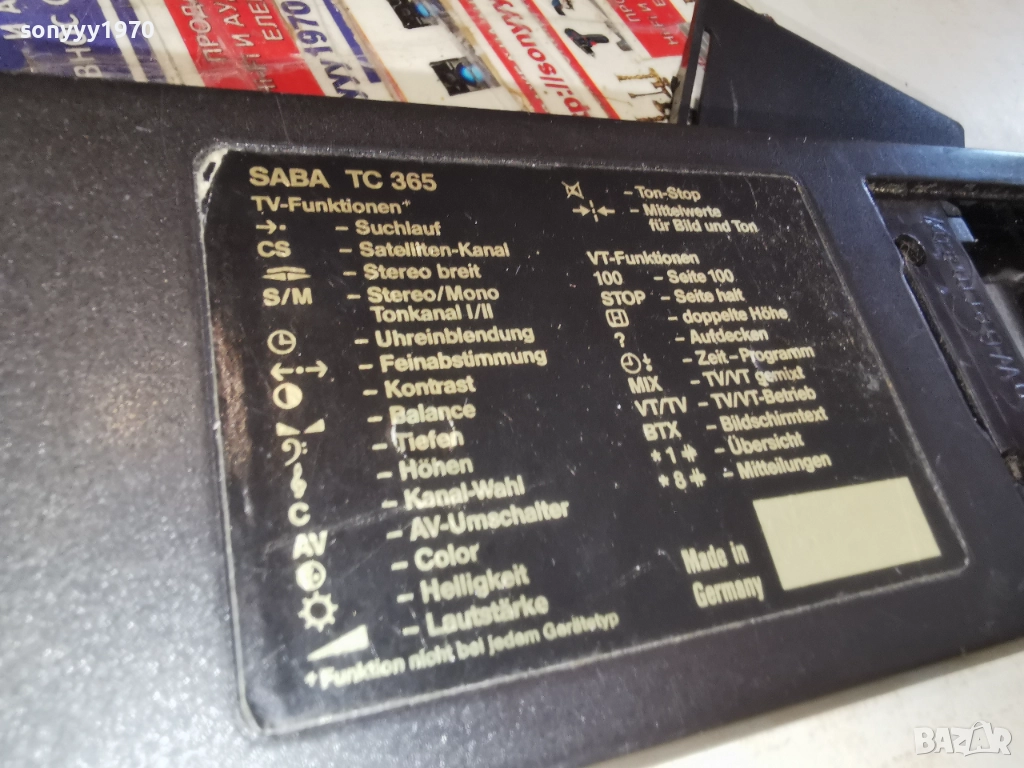 sonyyy1970
SABA TC 365
TV-Funktionen+
– Suchlauf
CS – Satelliten-Kanal
– Stereo breit
S/M – Stereo/Mono
Tonkanal I/II
– Uhreinblendung
– Feinabstimmung
– Kontrast
– Balance
– Tiefen
– Höhen
C – Kanal-Wahl
AV – AV-Umschalter
– Color
– Helligkeit
– Lautstärke
+Funktion nicht bei jedem Gerätetyp
– Ton-Stop
– Mittelwerte
für Bild und Ton
VT-Funktionen
100 – Seite 100
STOP – Seite halt
– doppelte Höhe
? – Aufdecken
– Zeit-Programm
MIX – TV/VT gemixt
VT/TV – TV/VT-Betrieb
BTX – Bildschirmtext
*1# – Übersicht
*8# – Mitteilungen
Made in
Germany
BAZAR